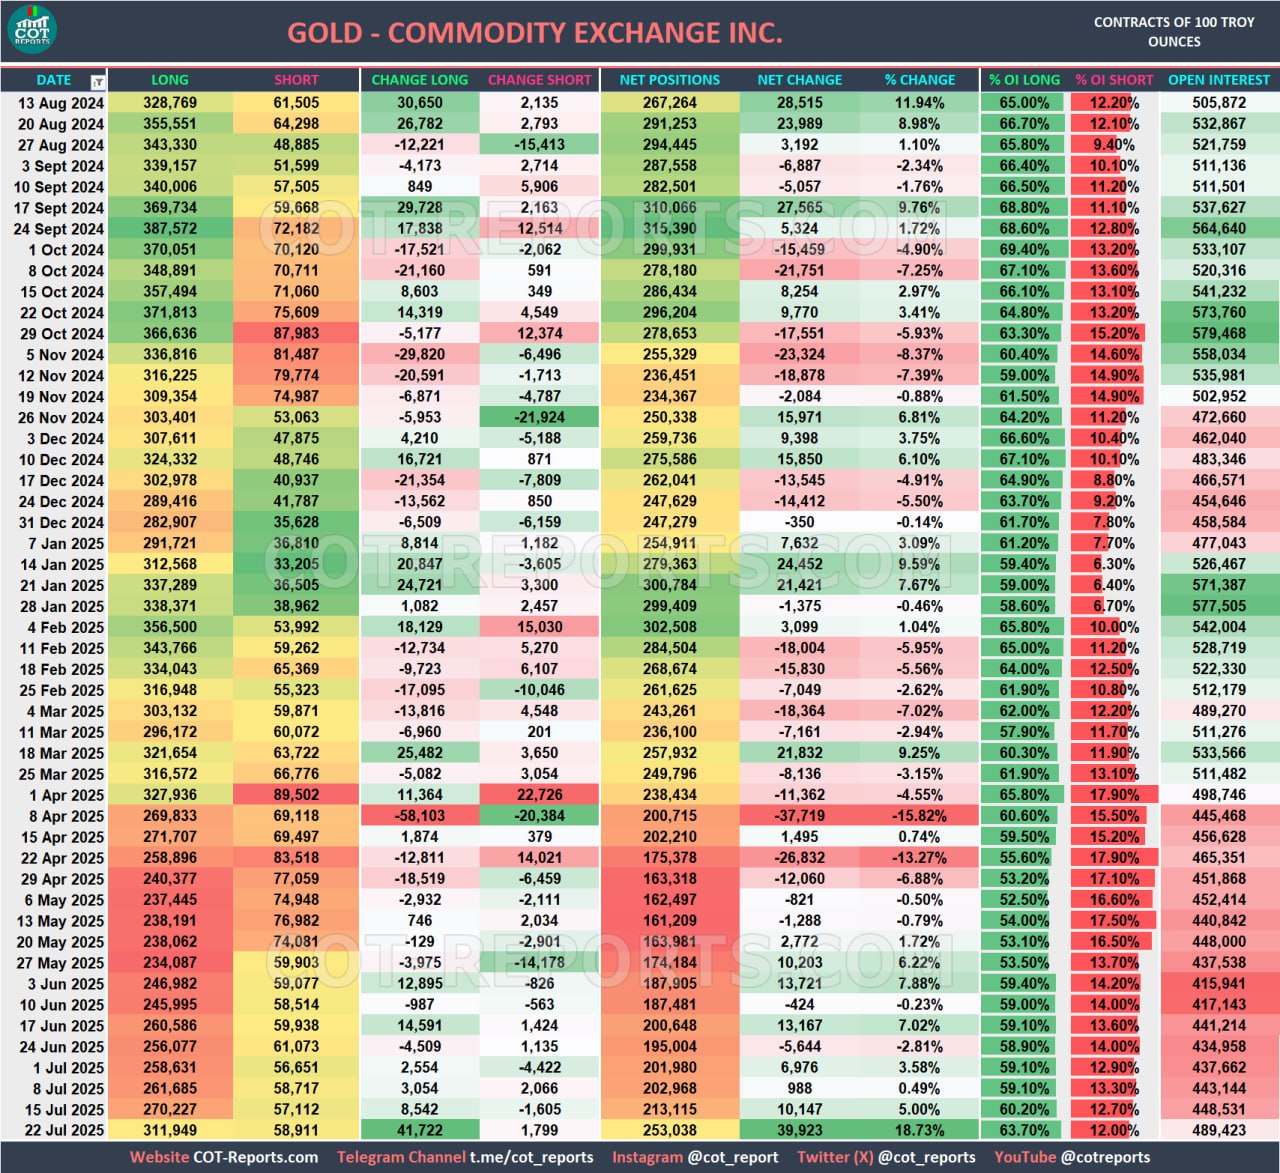 COT
REPORTS
GOLD - COMMODITY EXCHANGE INC.
CONTRACTS OF 100 TROY
OUNCES
DATE LONG SHORT CHANGE LONG CHANGE SHORT NET POSITIONS NET CHANGE % CHANGE % OI LONG % OI SHORT OPEN INTEREST
13 Aug 2024 328,769 61,505 30,650 2,135 267,264 28,515 11.94% 65.00% 12.20% 505,872
20 Aug 2024 355,551 64,298 26,782 2,793 291,253 23,989 8.98% 66.70% 12.10% 532,867
27 Aug 2024 343,330 48,885 -12,221 -15,413 294,445 3,192 1.10% 65.80% 9.40% 521,759
3 Sept 2024 339,157 51,599 -4,173 2,714 287,558 -6,887 -2.34% 66.40% 10.10% 511,136
10 Sept 2024 340,006 57,505 849 5,906 282,501 -5,057 -1.76% 66.50% 11.20% 511,501
17 Sept 2024 369,734 59,668 29,728 2,163 310,066 27,565 9.76% 68.80% 11.10% 537,627
24 Sept 2024 387,572 72,182 17,838 12,514 315,390 5,324 1.72% 68.60% 12.80% 564,640
1 Oct 2024 370,051 70,120 -17,521 -2,062 299,931 -15,459 -4.90% 69.40% 13.20% 533,107
8 Oct 2024 348,891 70,711 -21,160 591 278,180 -21,751 -7.25% 67.10% 13.60% 520,316
15 Oct 2024 357,494 71,060 8,603 349 286,434 8,254 2.97% 66.10% 13.10% 541,232
22 Oct 2024 371,813 75,609 14,319 4,549 296,204 9,770 3.41% 64.80% 13.20% 573,760
29 Oct 2024 366,636 87,983 -5,177 12,374 278,653 -17,551 -5.93% 63.30% 15.20% 579,468
5 Nov 2024 336,816 81,487 -29,820 -6,496 255,329 -23,324 -8.37% 60.40% 14.60% 558,034
12 Nov 2024 316,225 79,774 -20,591 -1,713 236,451 -18,878 -7.39% 59.00% 14.90% 535,981
19 Nov 2024 309,354 74,987 -6,871 -4,787 234,367 -2,084 -0.88% 61.50% 14.90% 502,952
26 Nov 2024 303,401 53,063 -5,953 -21,924 250,338 15,971 6.81% 64.20% 11.20% 472,660
3 Dec 2024 307,611 47,875 4,210 -5,188 259,736 9,398 3.75% 66.60% 10.40% 462,040
10 Dec 2024 324,332 48,746 16,721 871 275,586 15,850 6.10% 67.10% 10.10% 483,346
17 Dec 2024 302,978 40,937 -21,354 -7,809 262,041 -13,545 -4.91% 64.90% 8.80% 466,571
24 Dec 2024 289,416 41,787 -13,562 850 247,629 -14,412 -5.50% 63.70% 9.20% 454,646
31 Dec 2024 282,907 35,628 -6,509 -6,159 247,279 -350 -0.14% 61.70% 7.80% 458,584
7 Jan 2025 291,721 36,810 8,814 1,182 254,911 7,632 3.09% 61.20% 7.70% 477,043
14 Jan 2025 312,568 33,205 20,847 -3,605 279,363 24,452 9.59% 59.40% 6.30% 526,467
21 Jan 2025 337,289 36,505 24,721 3,300 300,784 21,421 7.67% 59.00% 6.40% 571,387
28 Jan 2025 338,371 38,962 1,082 2,457 299,409 -1,375 -0.46% 58.60% 6.70% 577,505
4 Feb 2025 356,500 53,992 18,129 15,030 302,508 3,099 1.04% 65.80% 10.00% 542,004
11 Feb 2025 343,766 59,262 -12,734 5,270 284,504 -18,004 -5.95% 65.00% 11.20% 528,719
18 Feb 2025 334,043 65,369 -9,723 6,107 268,674 -15,830 -5.56% 64.00% 12.50% 522,330
25 Feb 2025 316,948 55,323 -17,095 -10,046 261,625 -7,049 -2.62% 61.90% 10.80% 512,179
4 Mar 2025 303,132 59,871 -13,816 4,548 243,261 -18,364 -7.02% 62.00% 12.20% 489,270
11 Mar 2025 296,172 60,072 -6,960 201 236,100 -7,161 -2.94% 57.90% 11.70% 511,276
18 Mar 2025 321,654 63,722 25,482 3,650 257,932 21,832 9.25% 60.30% 11.90% 533,566
25 Mar 2025 316,572 66,776 -5,082 3,054 249,796 -8,136 -3.15% 61.90% 13.10% 511,482
1 Apr 2025 327,936 89,502 11,364 22,726 238,434 -11,362 -4.55% 65.80% 17.90% 498,746
8 Apr 2025 269,833 69,118 -58,103 -20,384 200,715 -37,719 -15.82% 60.60% 15.50% 445,468
15 Apr 2025 271,707 69,497 1,874 379 202,210 1,495 0.74% 59.50% 15.20% 456,628
22 Apr 2025 258,896 83,518 -12,811 14,021 175,378 -26,832 -13.27% 55.60% 17.90% 465,351
29 Apr 2025 240,377 77,059 -18,519 -6,459 163,318 -12,060 -6.88% 53.20% 17.10% 451,868
6 May 2025 237,445 74,948 -2,932 -2,111 162,497 -821 -0.50% 52.50% 16.60% 452,414
13 May 2025 238,191 76,982 746 2,034 161,209 -1,288 -0.79% 54.00% 17.50% 440,842
20 May 2025 238,062 74,081 -129 -2,901 163,981 2,772 1.72% 53.10% 16.50% 448,000
27 May 2025 234,087 59,903 -3,975 -14,178 174,184 10,203 6.22% 53.50% 13.70% 437,538
3 Jun 2025 246,982 59,077 12,895 -826 187,905 13,721 7.88% 59.40% 14.20% 415,941
10 Jun 2025 245,995 58,514 -987 -563 187,481 -424 -0.23% 59.00% 14.00% 417,143
17 Jun 2025 260,586 59,938 14,591 1,424 200,648 13,167 7.02% 59.10% 13.60% 441,214
24 Jun 2025 256,077 61,073 -4,509 1,135 195,004 -5,644 -2.81% 58.90% 14.00% 434,958
1 Jul 2025 258,631 56,651 2,554 -4,422 201,980 6,976 3.58% 59.10% 12.90% 437,662
8 Jul 2025 261,685 58,717 3,054 2,066 202,968 988 0.49% 59.10% 13.30% 443,144
15 Jul 2025 270,227 57,112 8,542 -1,605 213,115 10,147 5.00% 60.20% 12.70% 448,531
22 Jul 2025 311,949 58,911 41,722 1,799 253,038 39,923 18.73% 63.70% 12.00% 489,423
COT-REPORTS.COM
COT-REPORTS.COM
COT-REPORTS.COM
Website COT-Reports.com Telegram Channel t.me/cot_reports Instagram @cot_report Twitter (X) @cot_reports YouTube @cotreports